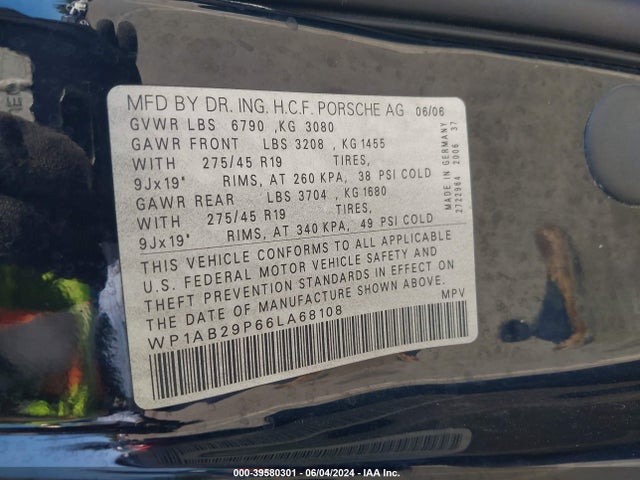 MFD BY DR. ING. H.C.F. PORSCHE AG 06/06
GVWR LBS 6790 ,KG 3080
GAWR FRONT LBS 3208 , KG 1455
WITH 275/45 R19 TIRES,
9Jx19" RIMS, AT 260 KPA, 38 PSI COLD
GAWR REAR LBS 3704 , KG 1680
WITH 275/45 R19 TIRES,
9Jx19" RIMS, AT 340 KPA, 49 PSI COLD
THIS VEHICLE CONFORMS TO ALL APPLICABLE
U.S. FEDERAL MOTOR VEHICLE SAFETY AND
THEFT PREVENTION STANDARDS IN EFFECT ON
THE DATE OF MANUFACTURE SHOWN ABOVE.
WP1AB29P66LA68108 MPV
MADE IN GERMANY
2722964 2006 37
000-39580301 - 06/04/2024 - IAA Inc.